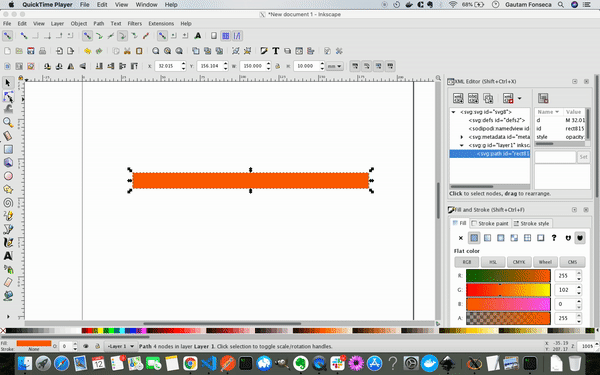 QuickTime Player File Edit View Window Help 68% Gautam Fonseca
*New document 1 - Inkscape
File Edit View Layer Object Path Text Filters Extensions Help
X: 32.015 Y: 156.104 W: 150.000 H: 10.000 mm
XML Editor (Shift+Ctrl+X)
<svg:svg id="svg8">
<svg:defs id="defs2">
<sodipodi:namedview
<svg:metadata id="meta
<svg:g id="layer1" inksc
<svg:path id="rect81
Name Value
d M 32.01
id rect815
style opacity
Set
Click to select nodes, drag to rearrange.
Fill and Stroke (Shift+Ctrl+F)
Fill Stroke paint Stroke style
Flat color
RGB HSL CMYK Wheel CMS
R 255
G 102
B 0
A 255
Fill:
Stroke: None
O: 0
Layer 1
Path 4 nodes in layer Layer 1. Click selection to toggle scale/rotation handles.
X: -35.19
Y: 207.17
100%